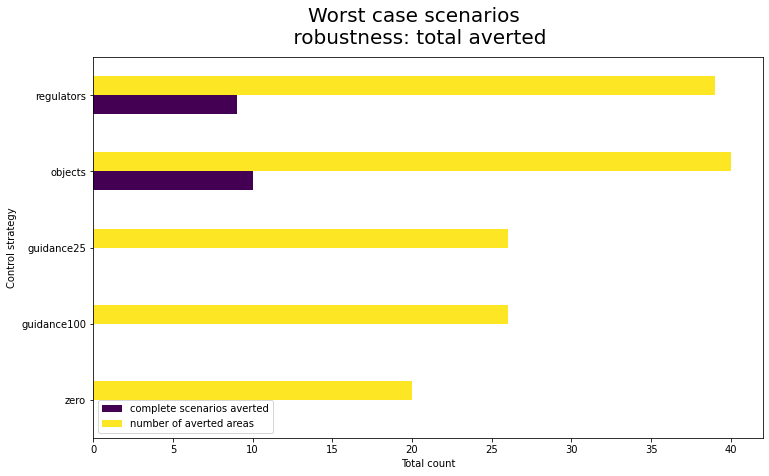 Worst case scenarios
robustness: total averted
Control strategy
regulators
objects
guidance25
guidance100
zero
complete scenarios averted
number of averted areas
0 5 10 15 20 25 30 35 40
Total count